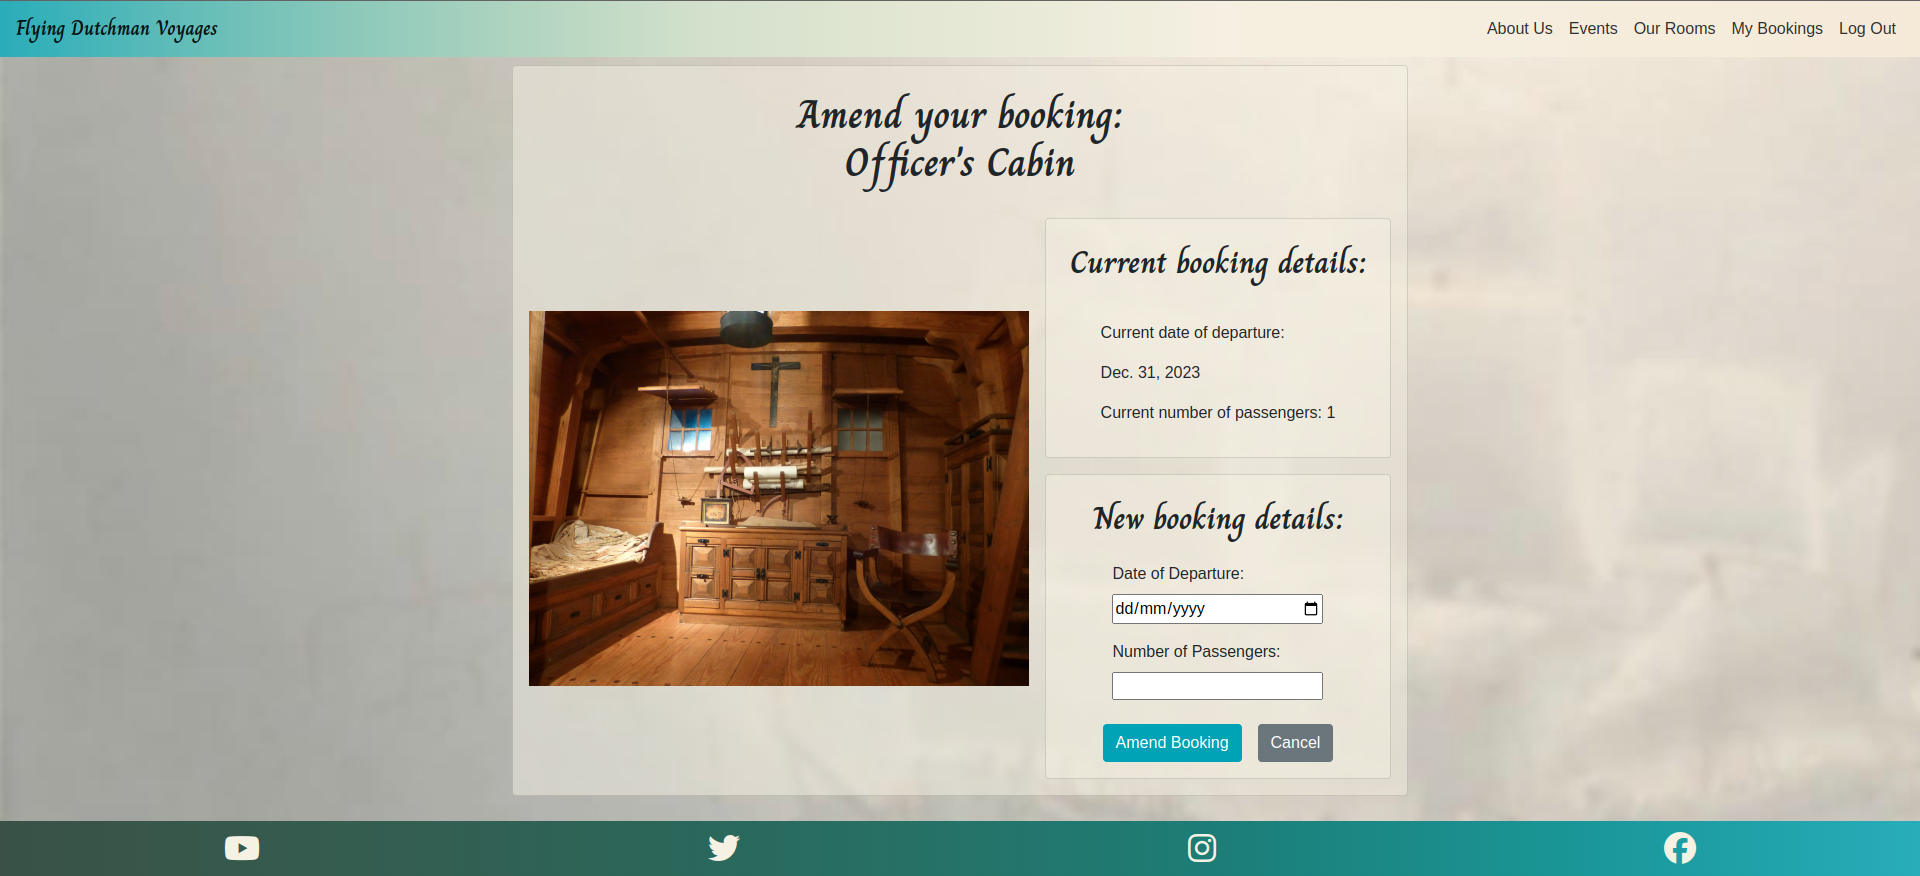 Flying Dutchman Voyages
About Us Events Our Rooms My Bookings Log Out
Amend your booking:
Officer's Cabin
Current booking details:
Current date of departure:
Dec. 31, 2023
Current number of passengers: 1
New booking details:
Date of Departure:
dd/mm/yyyy
Number of Passengers:
Amend Booking Cancel